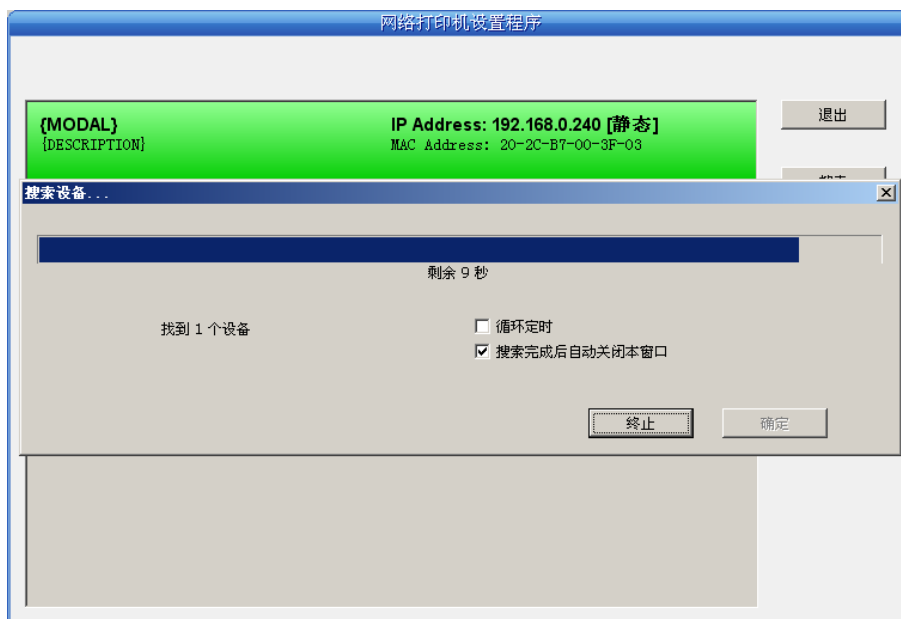 网络打印机设置程序
{MODAL}
IP Address: 192.168.0.240 [静态]
退出
{DESCRIPTION}
MAC Address: 20-2C-B7-00-3F-03
搜索设备...
剩余 9 秒
找到 1 个设备
循环定时
搜索完成后自动关闭本窗口
终止
确定